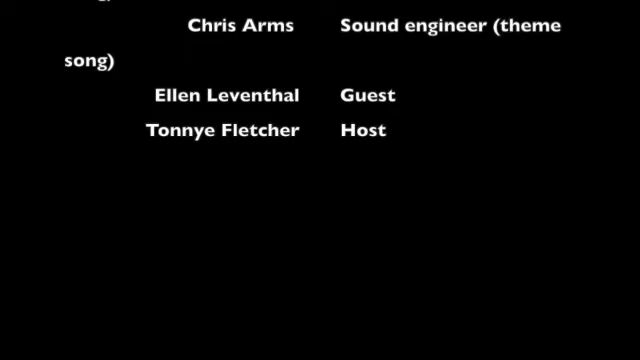 Chris Arms Sound engineer (theme
song)
Ellen Leventhal Guest
Tonnye Fletcher Host